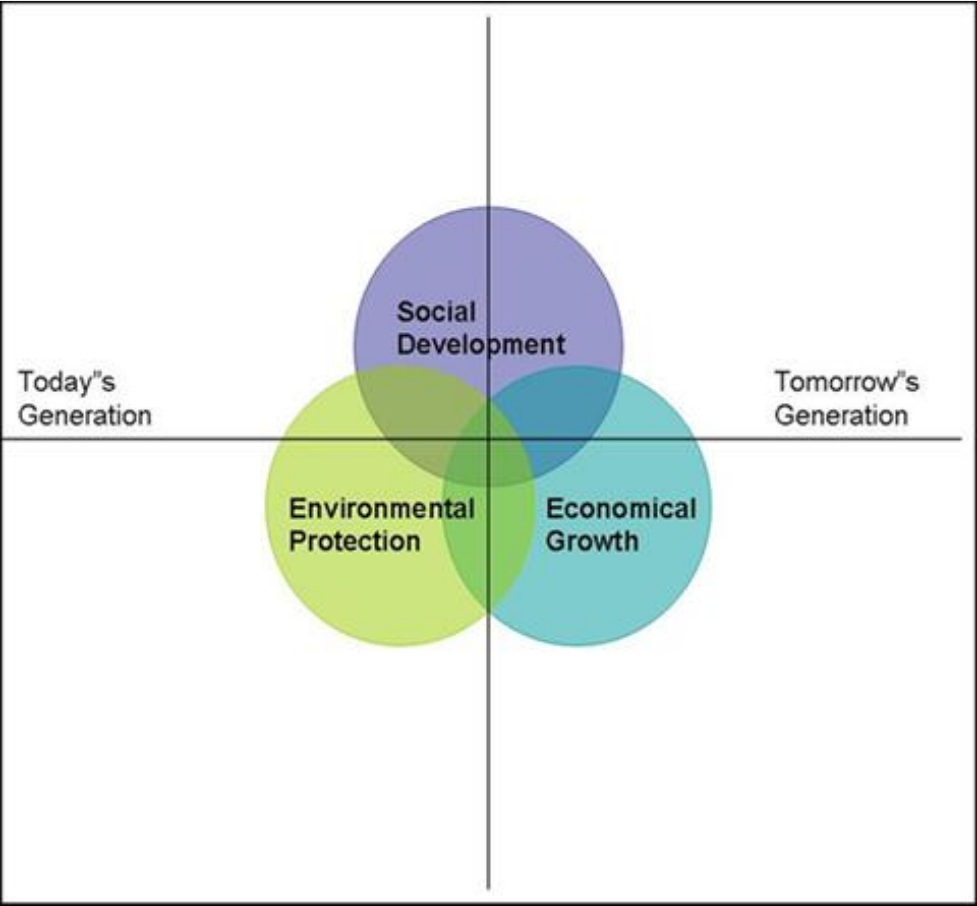 Social
Development
Today"s
Generation
Tomorrow"s
Generation
Environmental
Protection
Economical
Growth